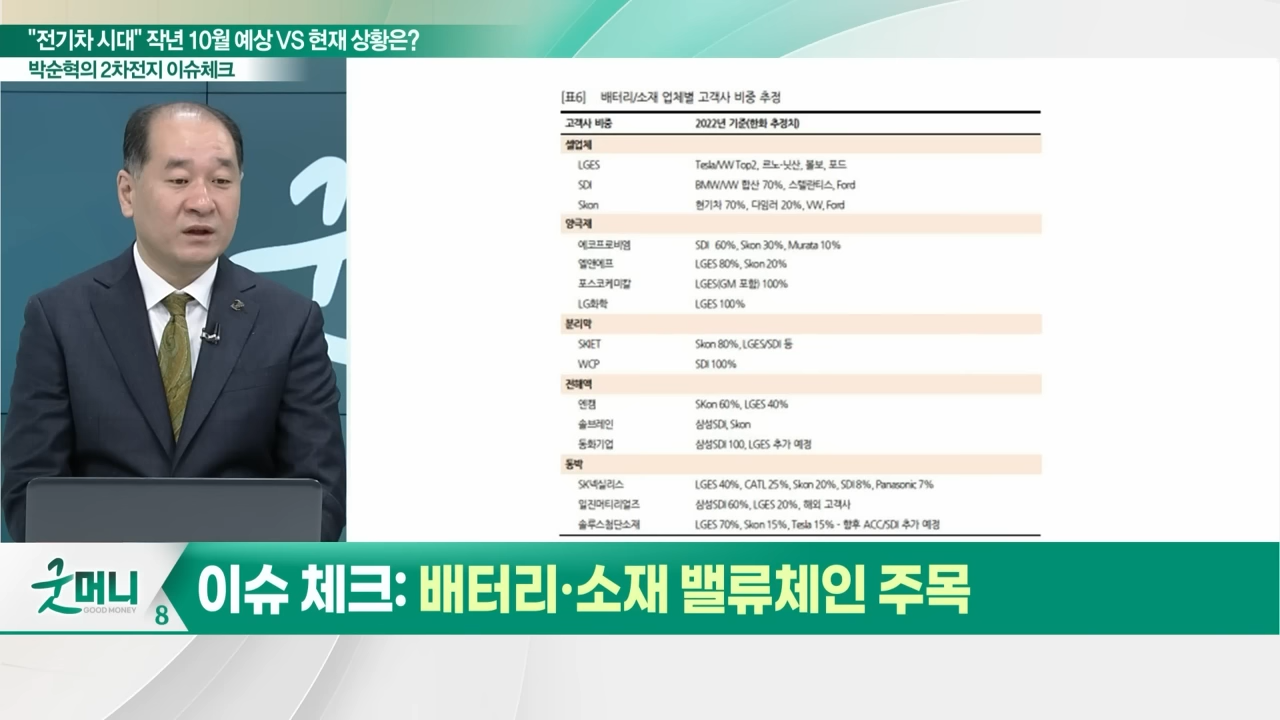 "전기차 시대" 작년 10월 예상 VS 현재 상황은?
박순혁의 2차전지 이슈체크
[표6] 배터리/소재 업체별 고객사 비중 추정
고객사 비중 2022년 기준(한화 추정치)
셀업체
LGES Tesla/VW Top2, 르노-닛산, 볼보, 포드
SDI BMW/VW 합산 70%, 스텔란티스, Ford
Skon 현기차 70%, 다임러 20%, VW, Ford
양극재
에코프로비엠 SDI 60%, Skon 30%, Murata 10%
엘앤에프 LGES 80%, Skon 20%
포스코케미칼 LGES(GM 포함) 100%
LG화학 LGES 100%
분리막
SKIET Skon 80%, LGES/SDI 등
WCP SDI 100%
전해액
엔켐 SKon 60%, LGES 40%
솔브레인 삼성SDI, Skon
동화기업 삼성SDI 100, LGES 추가 예정
동박
SK넥실리스 LGES 40%, CATL 25%, Skon 20%, SDI 8%, Panasonic 7%
일진머티리얼즈 삼성SDI 60%, LGES 20%, 해외 고객사
솔루스첨단소재 LGES 70%, Skon 15%, Tesla 15% - 향후 ACC/SDI 추가 예정
굿머니
GOOD MONEY
8
이슈 체크: 배터리·소재 밸류체인 주목